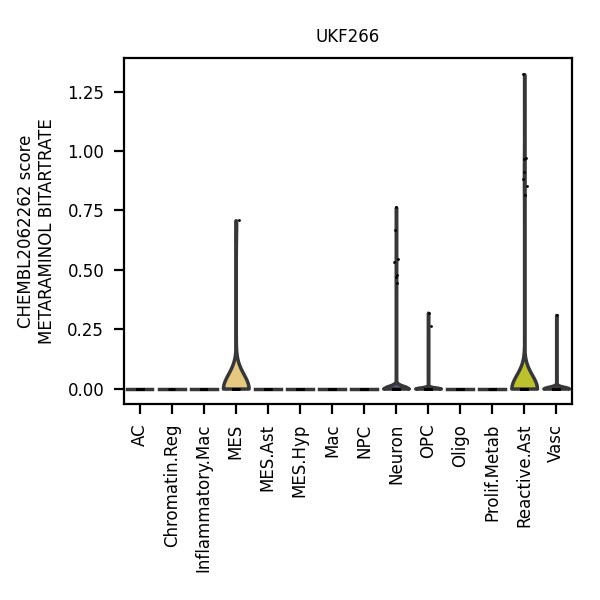 UKF266
CHEMBL2062262 score
METARAMINOL BITARTRATE
1.25
1.00
0.75
0.50
0.25
0.00
AC
Chromatin.Reg
Inflammatory.Mac
MES
MES.Ast
MES.Hyp
Mac
NPC
Neuron
OPC
Oligo
Prolif.Metab
Reactive.Ast
Vasc